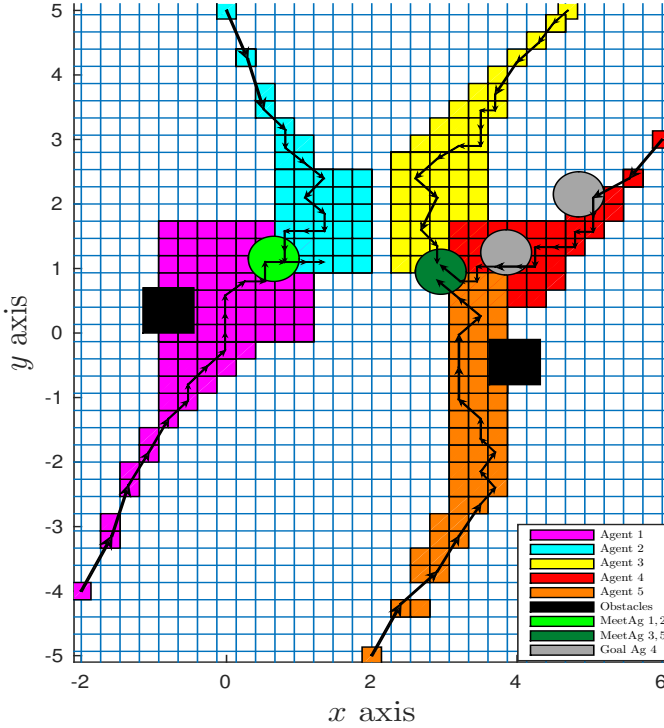 5
4
3
2
1
0
-1
-2
-3
-4
-5
y axis
-2
0
2
4
6
x axis
Agent 1
Agent 2
Agent 3
Agent 4
Agent 5
Obstacles
MeetAg 1, 2
MeetAg 3, 5
Goal Ag 4